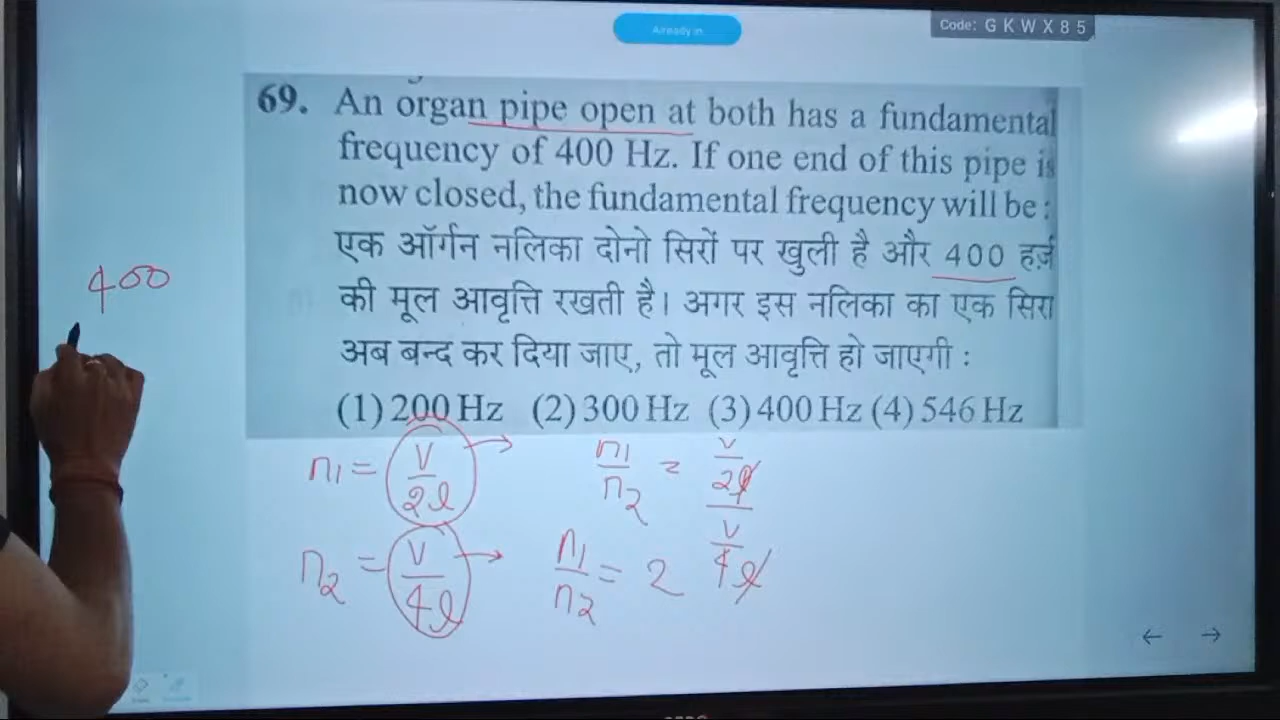 Already in
Code: G K W X 8 5
69. An organ pipe open at both has a fundamental
frequency of 400 Hz. If one end of this pipe is
now closed, the fundamental frequency will be :
एक ऑर्गन नलिका दोनो सिरों पर खुली है और 400 हर्ज़
की मूल आवृत्ति रखती है। अगर इस नलिका का एक सिरा
अब बन्द कर दिया जाए, तो मूल आवृत्ति हो जाएगी :
(1) 200 Hz (2) 300 Hz (3) 400 Hz (4) 546 Hz
400
n1 = v/2l →
n1/n2 = v/2l / v/4l
n2 = v/4l →
n1/n2 = 2
← →